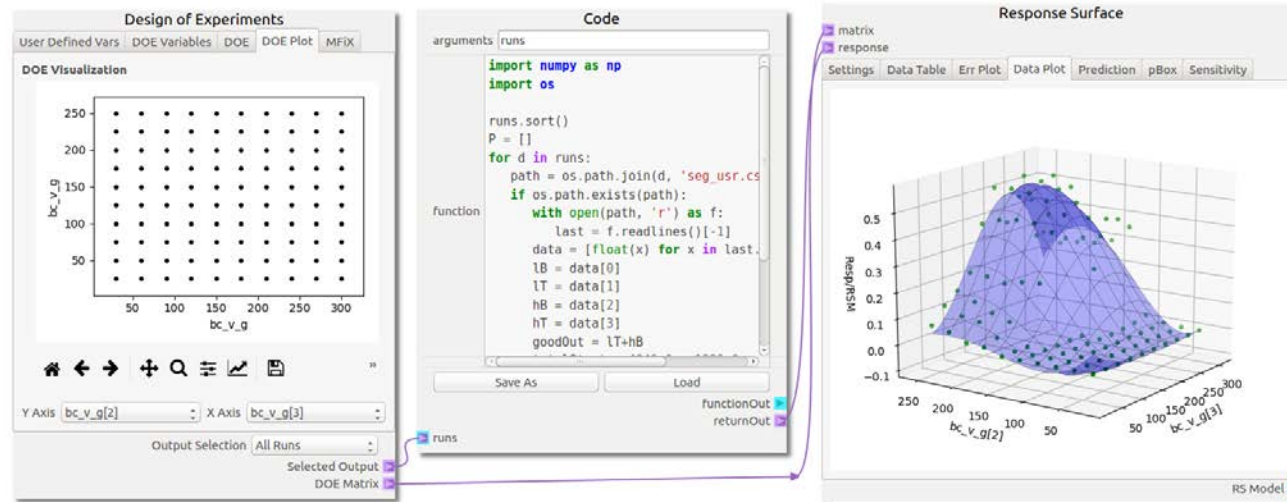 Design of Experiments
User Defined Vars DOE Variables DOE DOE Plot MFiX
DOE Visualization
250
200
150
100
50
bc_v_g
50 100 150 200 250 300
bc_v_g
»
Y Axis bc_v_g[2] X Axis bc_v_g[3]
Output Selection All Runs
Selected Output
DOE Matrix
Code
arguments runs
function
import numpy as np
import os
runs.sort()
P = []
for d in runs:
path = os.path.join(d, 'seg_usr.cs
if os.path.exists(path):
with open(path, 'r') as f:
last = f.readlines()[-1]
data = [float(x) for x in last.
lB = data[0]
lT = data[1]
hB = data[2]
hT = data[3]
goodOut = lT+hB
Save As Load
functionOut
returnOut
runs
Response Surface
matrix
response
Settings Data Table Err Plot Data Plot Prediction pBox Sensitivity
0.5
0.4
0.3
0.2
0.1
0.0
−0.1
Resp/RSM
250 200 150 100 50
bc_v_g[2]
50 100 150 200 250 300
bc_v_g[3]
RS Model